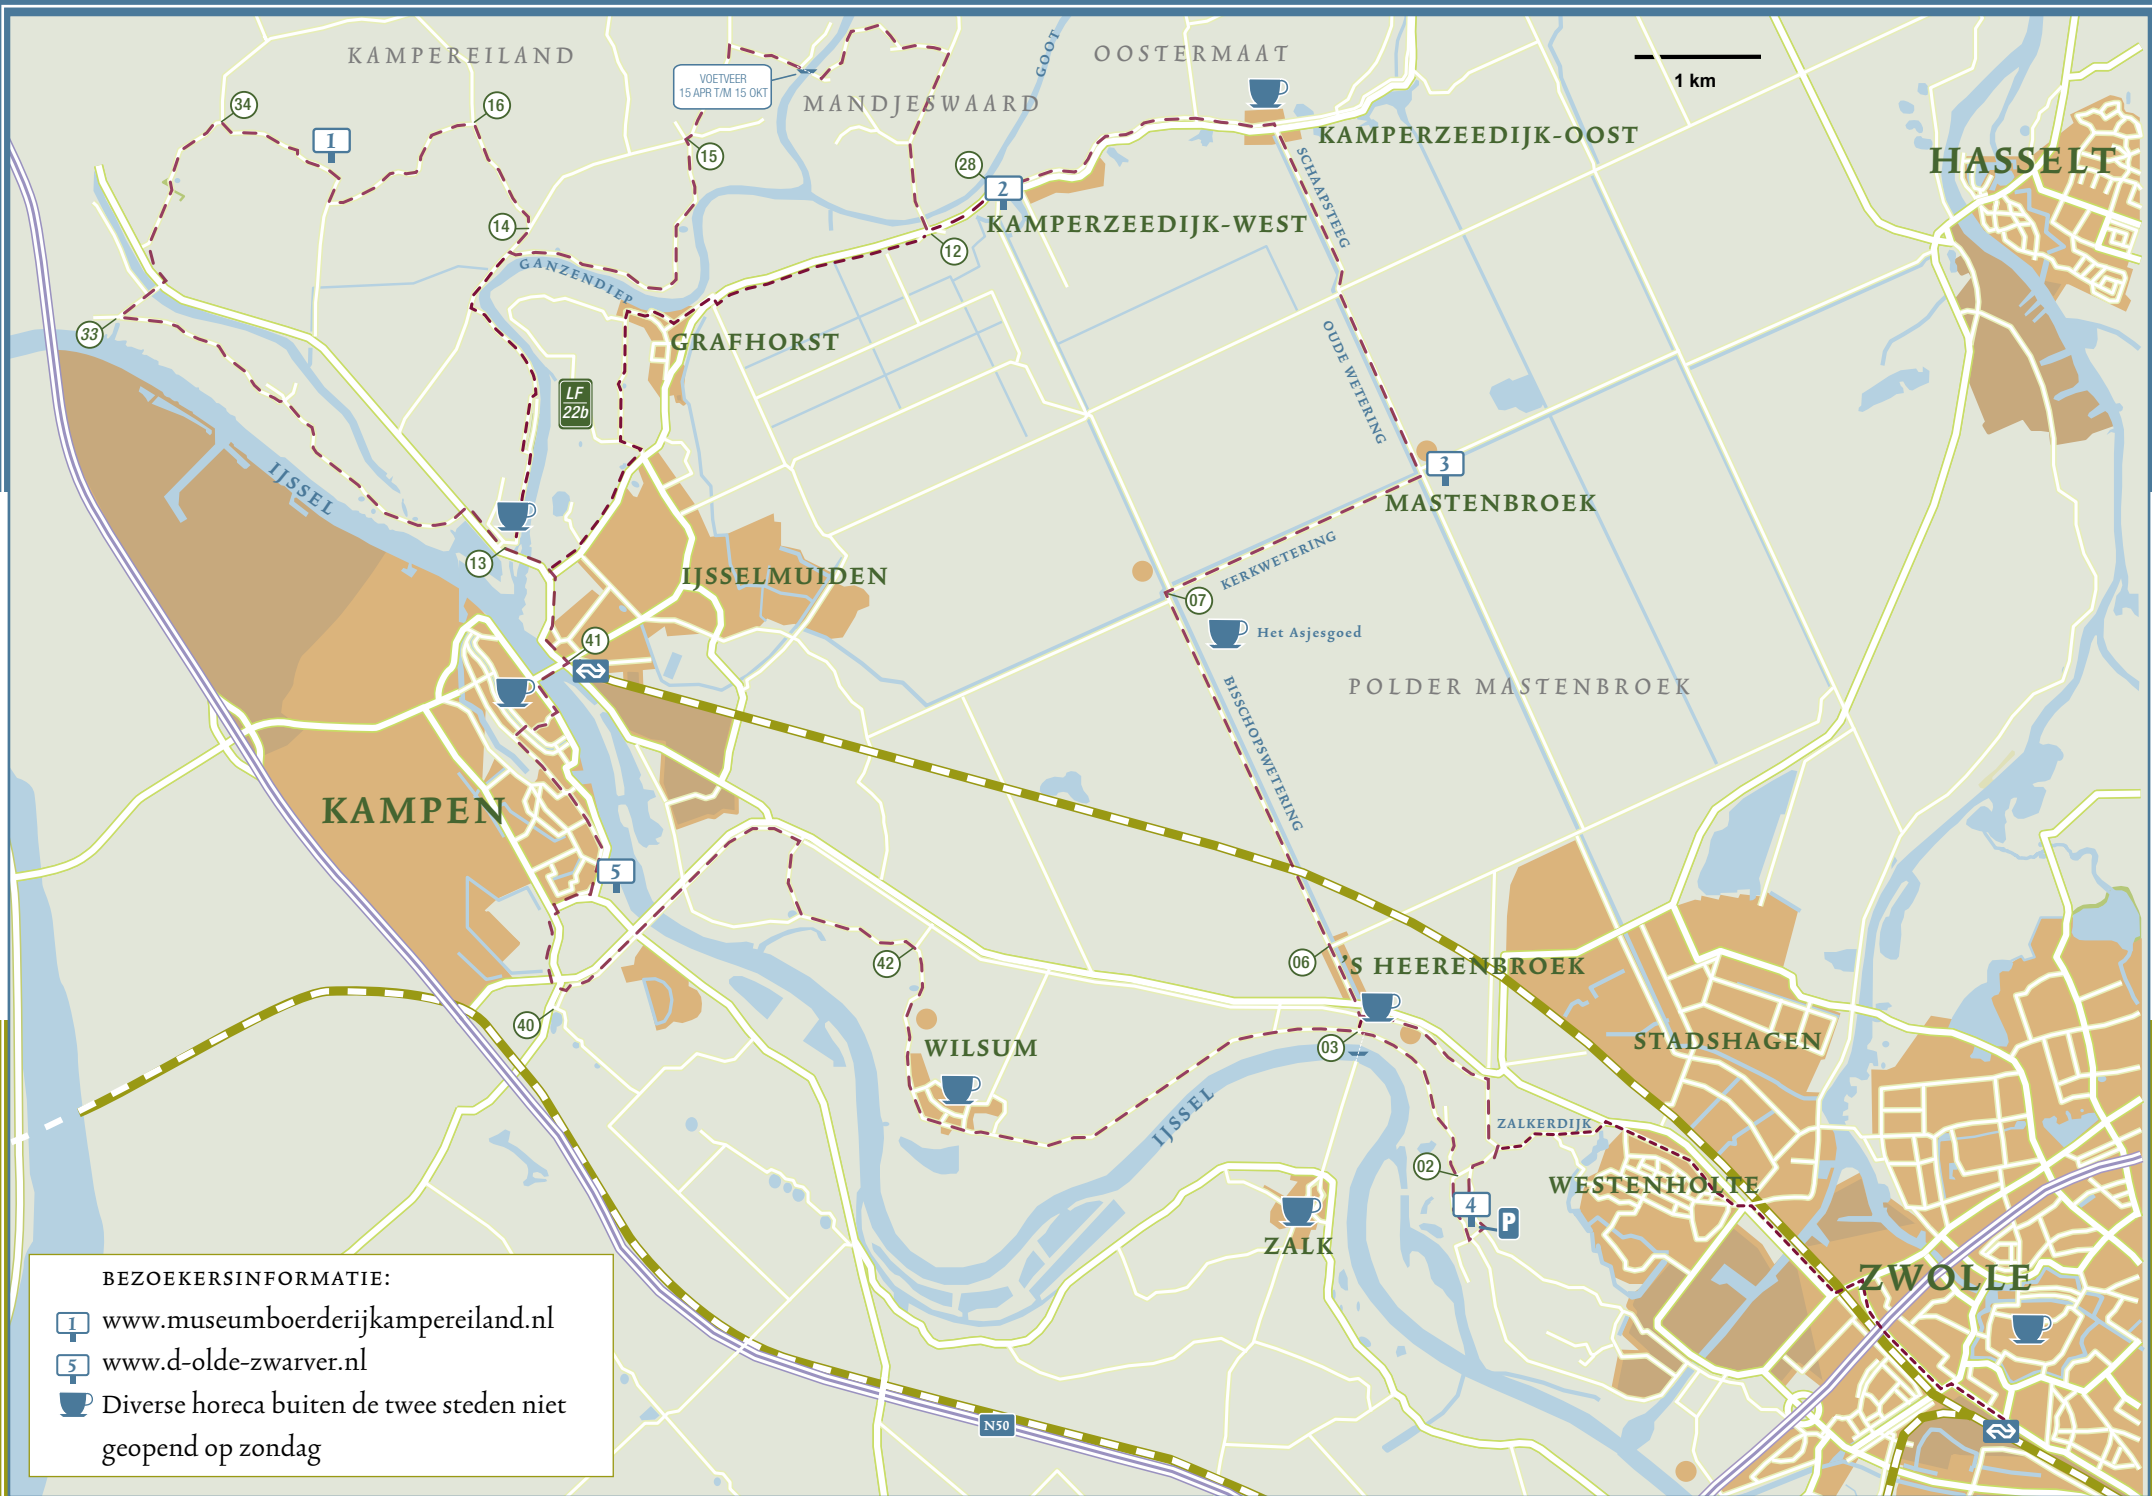 KAMPEREILAND
OOSTERMAAT
GOOT
1 km
VOETVEER
15 APR T/M 15 OKT
MANDJESWAARD
34
16
1
15
28
2
KAMPERZEEDIJK-OOST
HASSELT
SCHAAPSTEEG
14
KAMPERZEEDIJK-WEST
12
GANZENDIEP
33
GRAFHORST
OUDE WETERING
LF
22b
IJSSEL
3
MASTENBROEK
13
KERKWETERING
IJSSELMUIDEN
07
41
Het Asjesgoed
POLDER MASTENBROEK
BISSCHOPSWETERING
KAMPEN
5
42
06
'S HEERENBROEK
40
03
WILSUM
STADSHAGEN
IJSSEL
ZALKERDIJK
02
WESTENHOLTE
4
P
ZALK
ZWOLLE
N50
BEZOEKERSINFORMATIE:
1 www.museumboerderijkampereiland.nl
5 www.d-olde-zwarver.nl
Diverse horeca buiten de twee steden niet
geopend op zondag